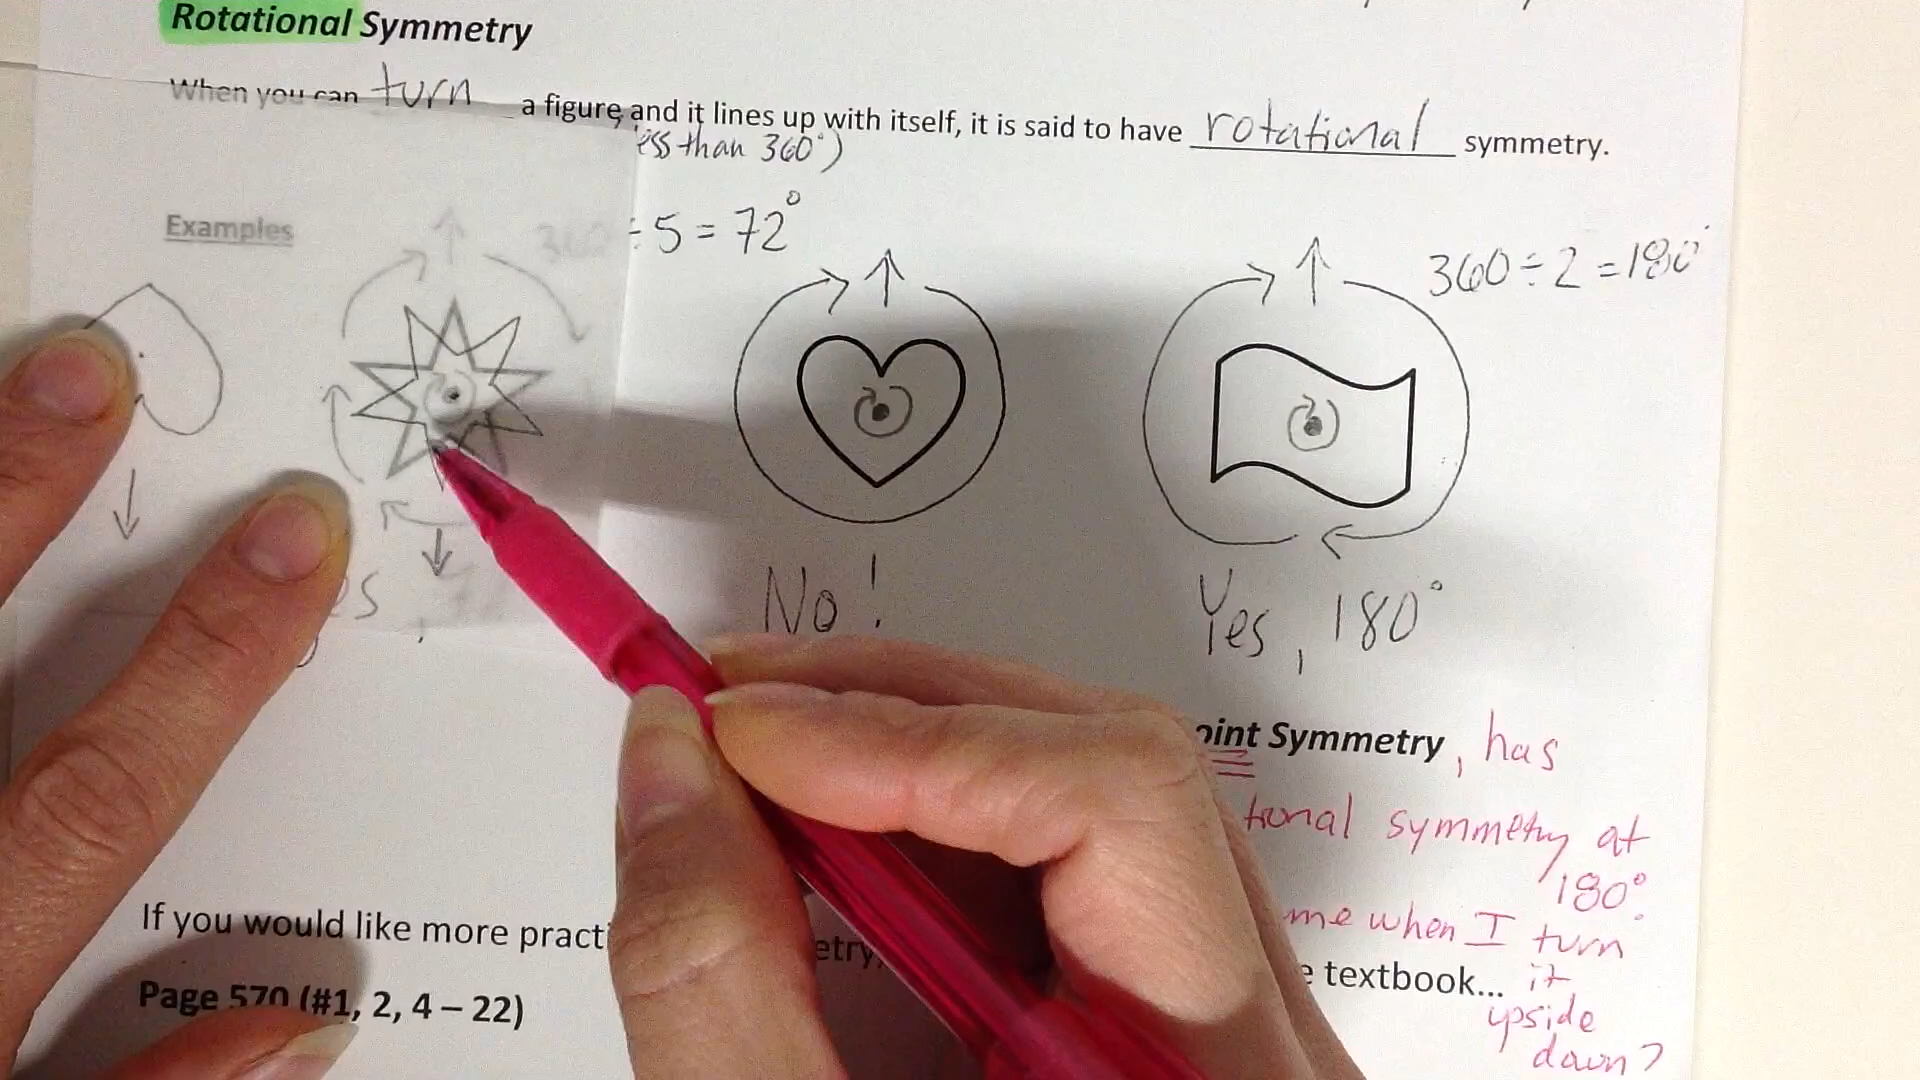 Rotational Symmetry
When you can turn a figure, and it lines up with itself, it is said to have rotational symmetry.
ess than 360°)
Examples
360 ÷ 5 = 72°
360 ÷ 2 = 180°
es
No!
Yes, 180°
oint Symmetry, has
tional symmetry at
180°.
me when I turn
it
upside
down?
If you would like more practi
etry,
e textbook...
Page 570 (#1, 2, 4 – 22)